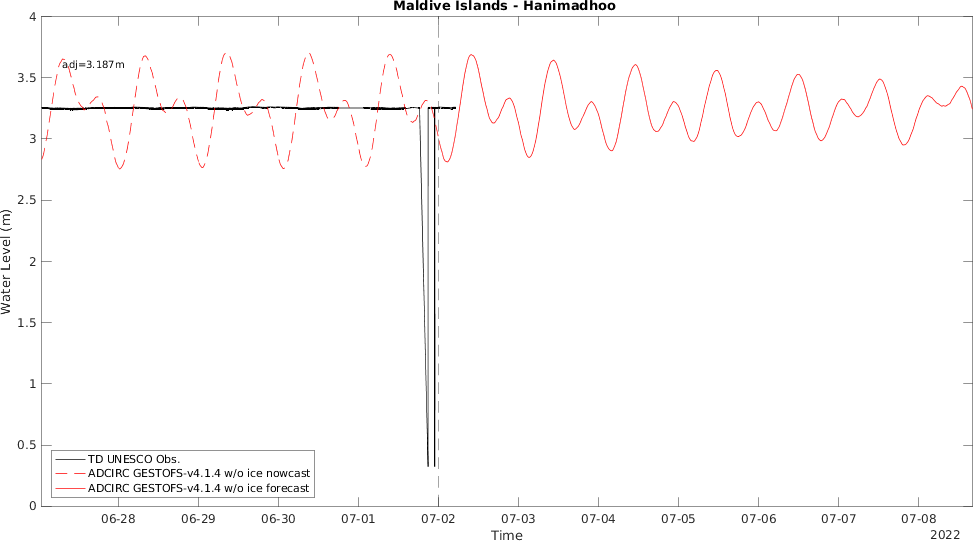 Maldive Islands - Hanimadhoo
4
3.5
3
2.5
2
1.5
1
0.5
0
adj=3.187m
Water Level (m)
TD UNESCO Obs.
ADCIRC GESTOFS-v4.1.4 w/o ice nowcast
ADCIRC GESTOFS-v4.1.4 w/o ice forecast
06-28 06-29 06-30 07-01 07-02 07-03 07-04 07-05 07-06 07-07 07-08
2022
Time